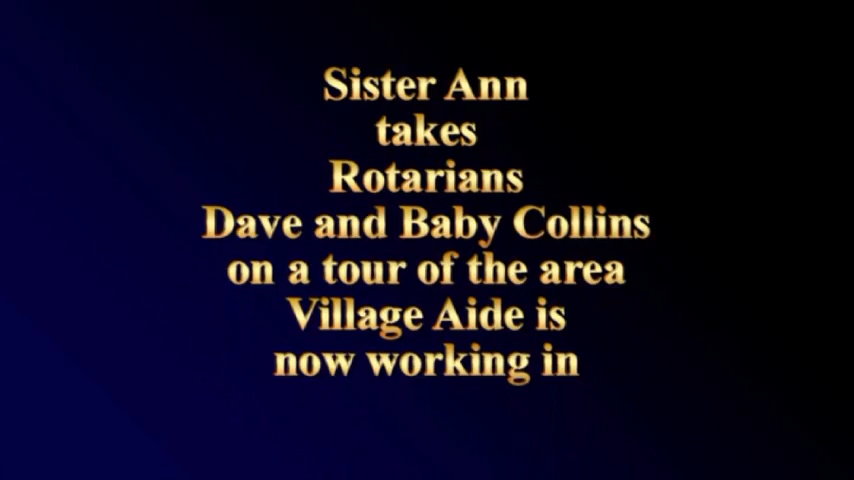 Sister Ann
takes
Rotarians
Dave and Baby Collins
on a tour of the area
Village Aide is
now working in